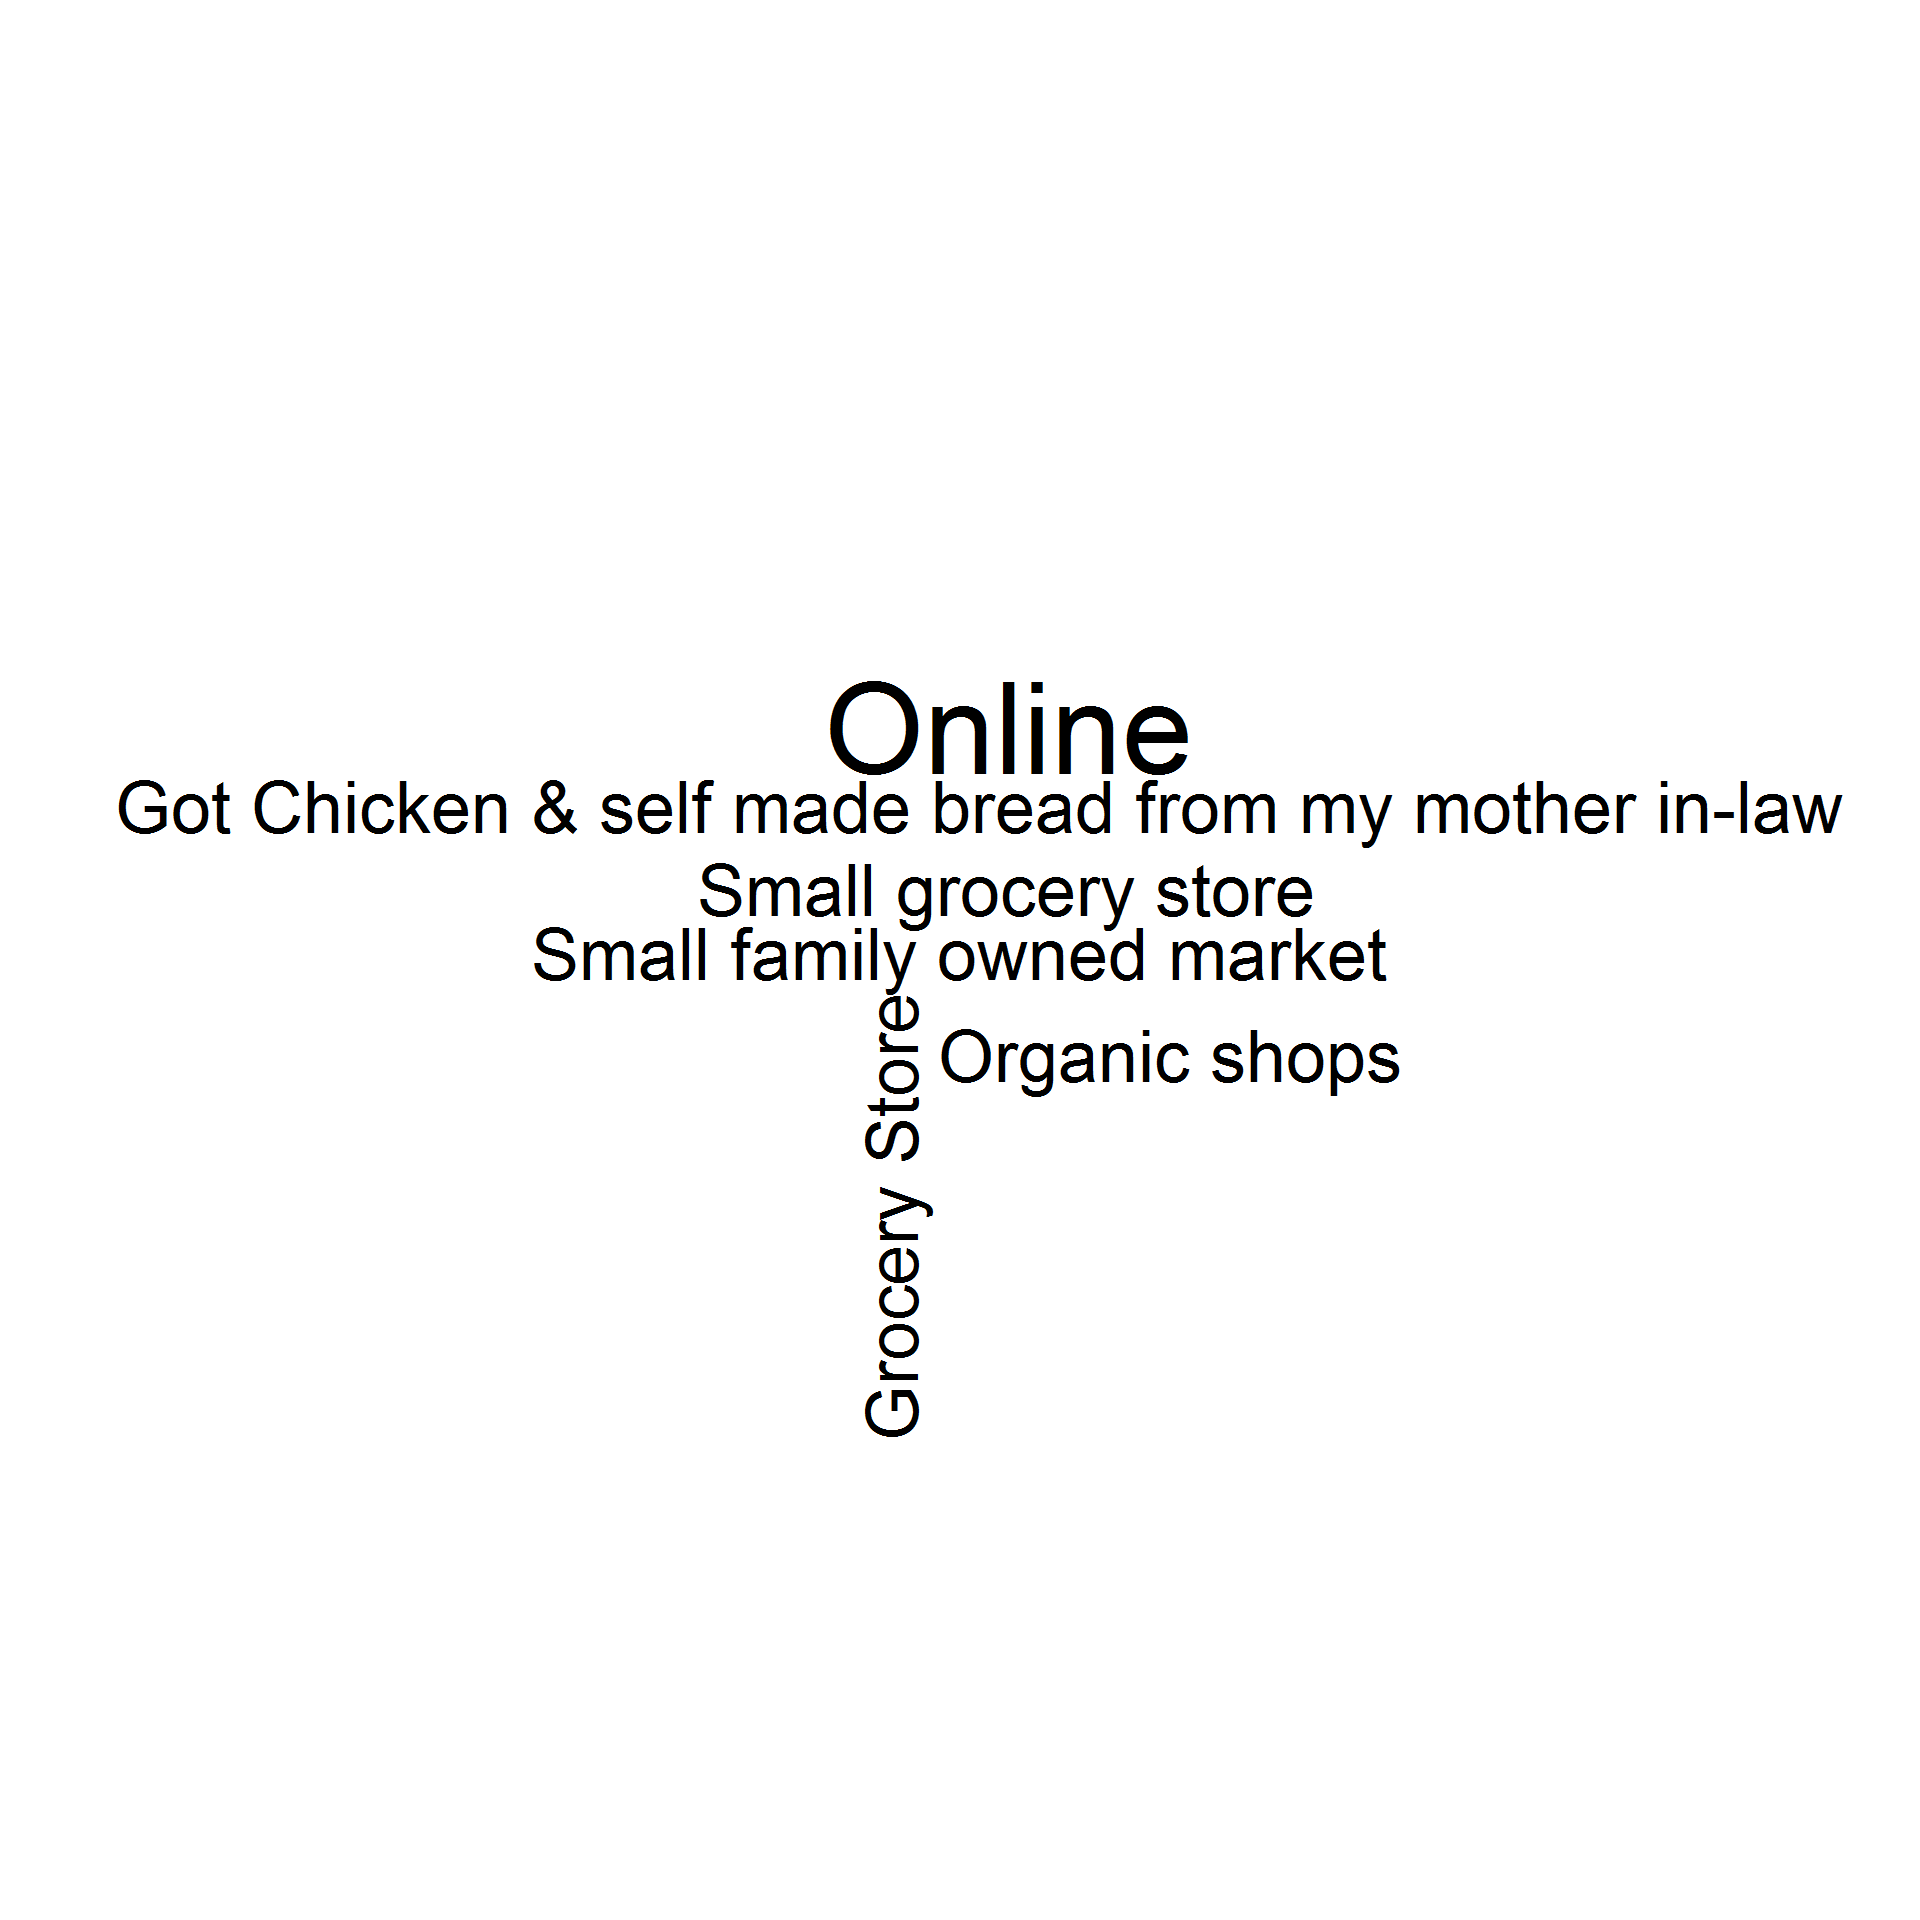 Online
Got Chicken & self made bread from my mother in-law
Small grocery store
Small family owned market
Organic shops
Grocery Store